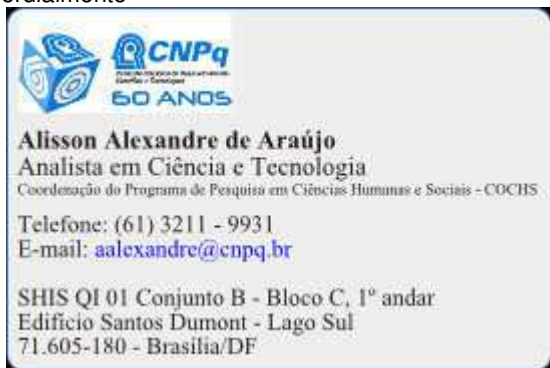 ordialmente
CNPq
60 ANOS
Alisson Alexandre de Araújo
Analista em Ciência e Tecnologia
Coordenação do Programa de Pesquisa em Ciências Humanas e Sociais - COCHS
Telefone: (61) 3211 - 9931
E-mail: aalexandre@cnpq.br
SHIS QI 01 Conjunto B - Bloco C, 1º andar
Edifício Santos Dumont - Lago Sul
71.605-180 - Brasília/DF